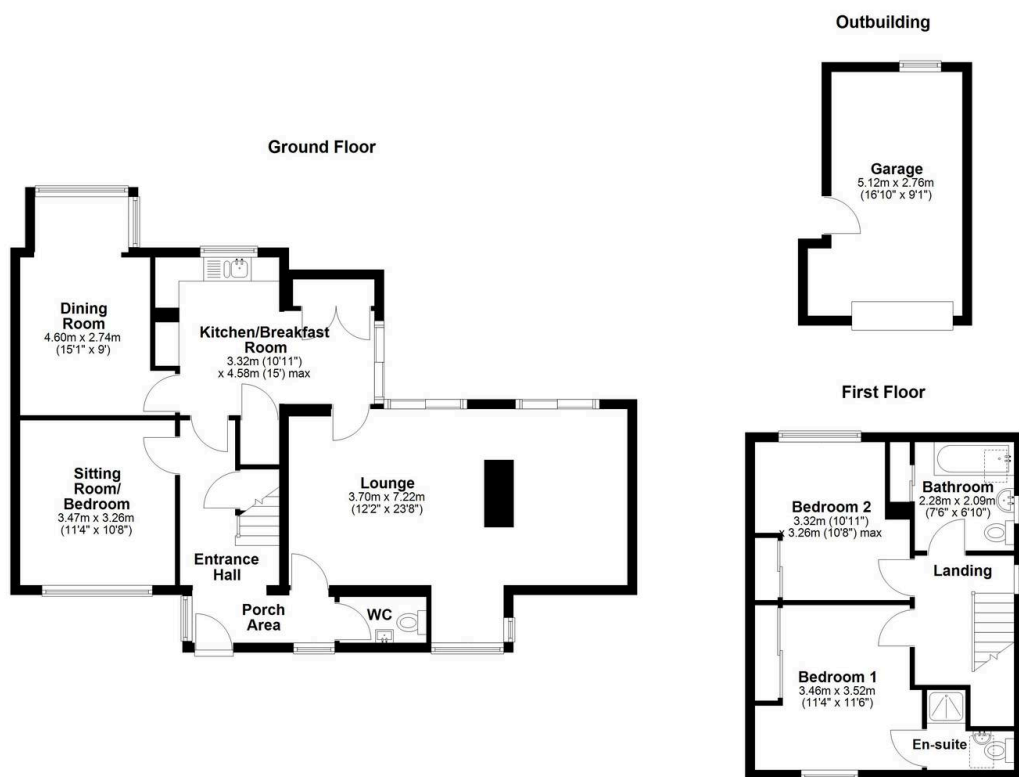 Outbuilding
Garage
5.12m x 2.76m
(16'10" x 9'1")
Ground Floor
Dining
Room
4.60m x 2.74m
(15'1" x 9')
Kitchen/Breakfast
Room
3.32m (10'11")
x 4.58m (15') max
Sitting
Room/
Bedroom
3.47m x 3.26m
(11'4" x 10'8")
Lounge
3.70m x 7.22m
(12'2" x 23'8")
Entrance
Hall
Porch
Area
WC
First Floor
Bedroom 2
3.32m (10'11")
x 3.26m (10'8") max
Bathroom
2.28m x 2.09m
(7'6" x 6'10")
Landing
Bedroom 1
3.46m x 3.52m
(11'4" x 11'6")
En-suite